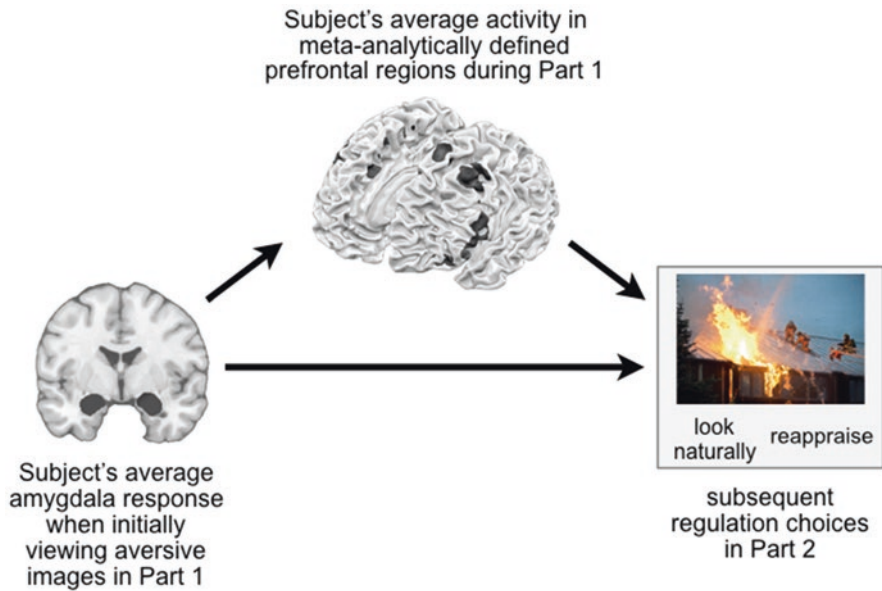 Subject's average activity in
meta-analytically defined
prefrontal regions during Part 1
Subject's average
amygdala response
when initially
viewing aversive
images in Part 1
look
naturally
reappraise
subsequent
regulation choices
in Part 2